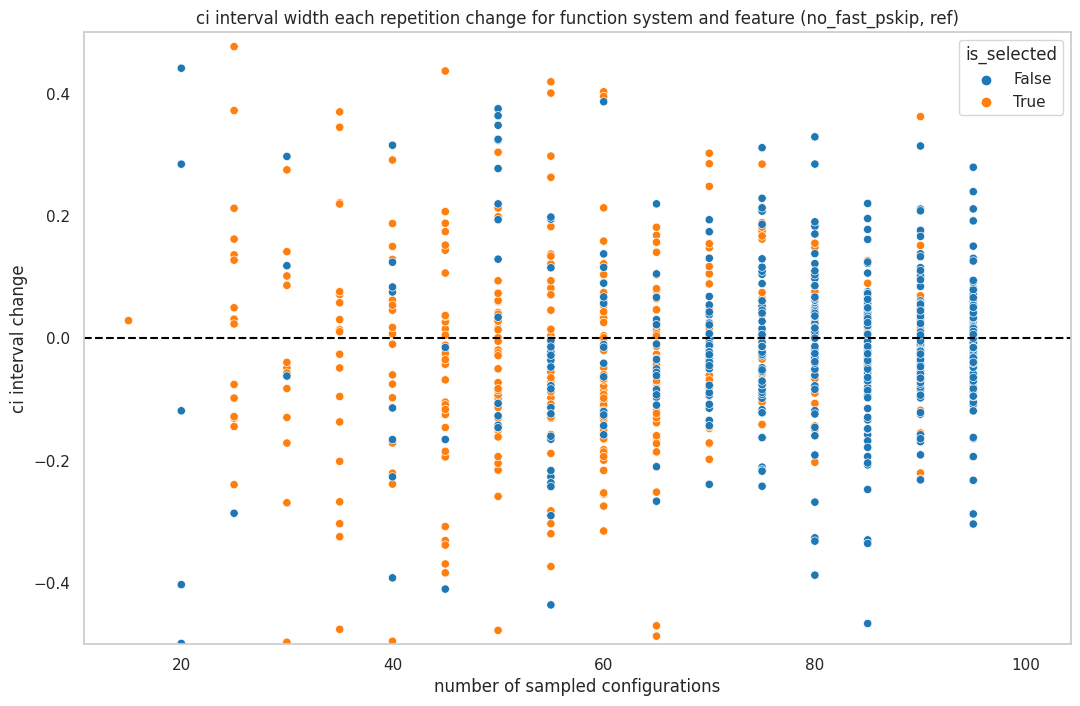 ci interval width each repetition change for function system and feature (no_fast_pskip, ref)
is_selected
False
True
0.4
0.2
0.0
−0.2
−0.4
ci interval change
20
40
60
80
100
number of sampled configurations